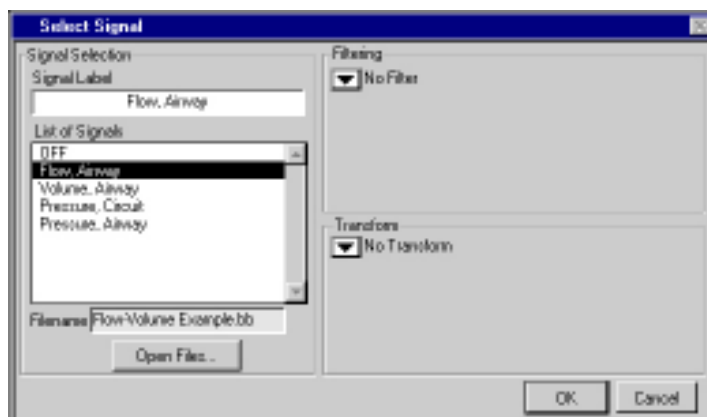 Select Signal
Signal Selection
Signal Label
Flow, Airway
List of Signals
OFF
Flow, Airway
Volume, Airway
Pressure, Circuit
Pressure, Airway
Filename Flow-Volume Example.bb
Open Files...
Filtering
No Filter
Transform
No Transform
OK
Cancel